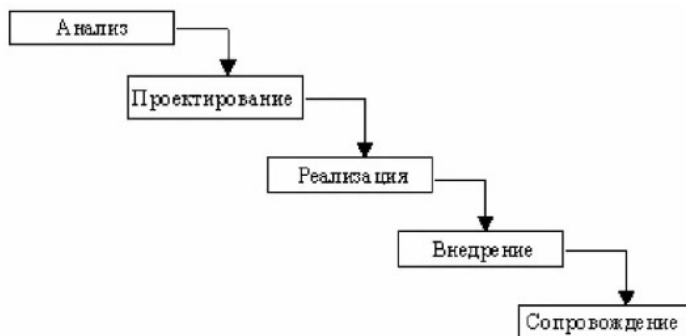 Анализ
Проектирование
Реализация
Внедрение
Сопровождение